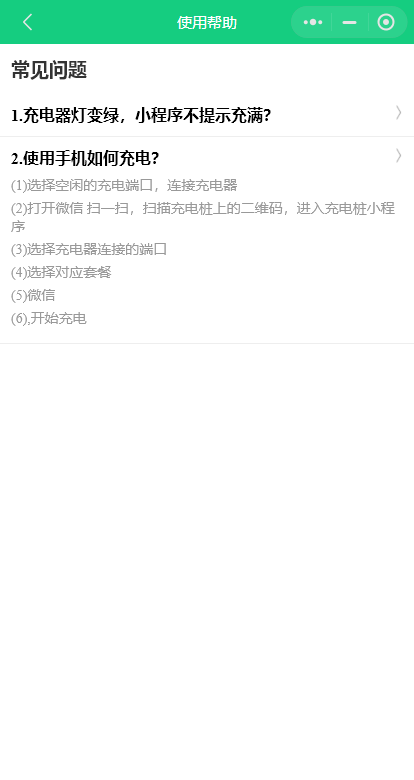 使用帮助
常见问题
1.充电器灯变绿，小程序不提示充满？
2.使用手机如何充电？
(1)选择空闲的充电端口，连接充电器
(2)打开微信 扫一扫，扫描充电桩上的二维码，进入充电桩小程
序
(3)选择充电器连接的端口
(4)选择对应套餐
(5)微信
(6),开始充电